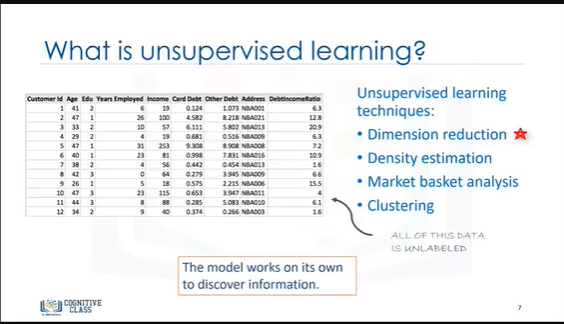 What is unsupervised learning?
Customer Id Age Edu Years Employed Income Card Debt Other Debt Address DebtIncomeRatio
1 41 2 6 19 0.124 1.073 NBA001 6.3
2 47 1 26 100 4.582 8.218 NBA021 12.8
3 33 2 10 57 6.111 5.802 NBA013 20.9
4 29 2 4 19 0.681 0.516 NBA009 6.3
5 47 1 31 253 9.308 8.908 NBA008 7.2
6 40 1 23 81 0.998 7.831 NBA016 10.9
7 38 2 4 56 0.442 0.454 NBA013 1.6
8 42 3 0 64 0.279 3.945 NBA009 6.6
9 26 1 5 18 0.575 2.215 NBA006 15.5
10 47 3 23 115 0.653 3.947 NBA011 4
11 44 3 8 88 0.285 5.083 NBA010 6.1
12 34 2 9 40 0.374 0.266 NBA003 1.6
Unsupervised learning
techniques:
• Dimension reduction
• Density estimation
• Market basket analysis
• Clustering
ALL OF THIS DATA
IS UNLABELED
The model works on its own
to discover information.
COGNITIVE
CLASS
7